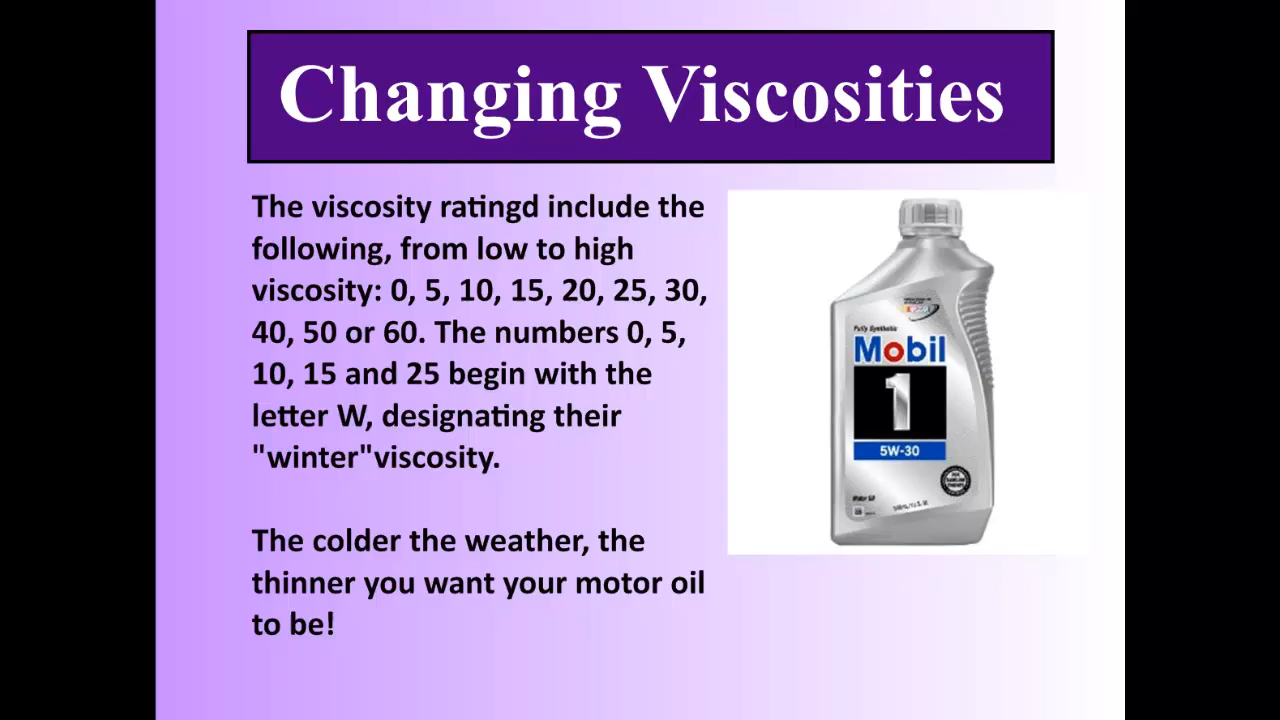 Changing Viscosities
The viscosity ratingd include the
following, from low to high
viscosity: 0, 5, 10, 15, 20, 25, 30,
40, 50 or 60. The numbers 0, 5,
10, 15 and 25 begin with the
letter W, designating their
"winter"viscosity.
The colder the weather, the
thinner you want your motor oil
to be!
Fully Synthetic
Mobil
1
5W-30
Motor Oil